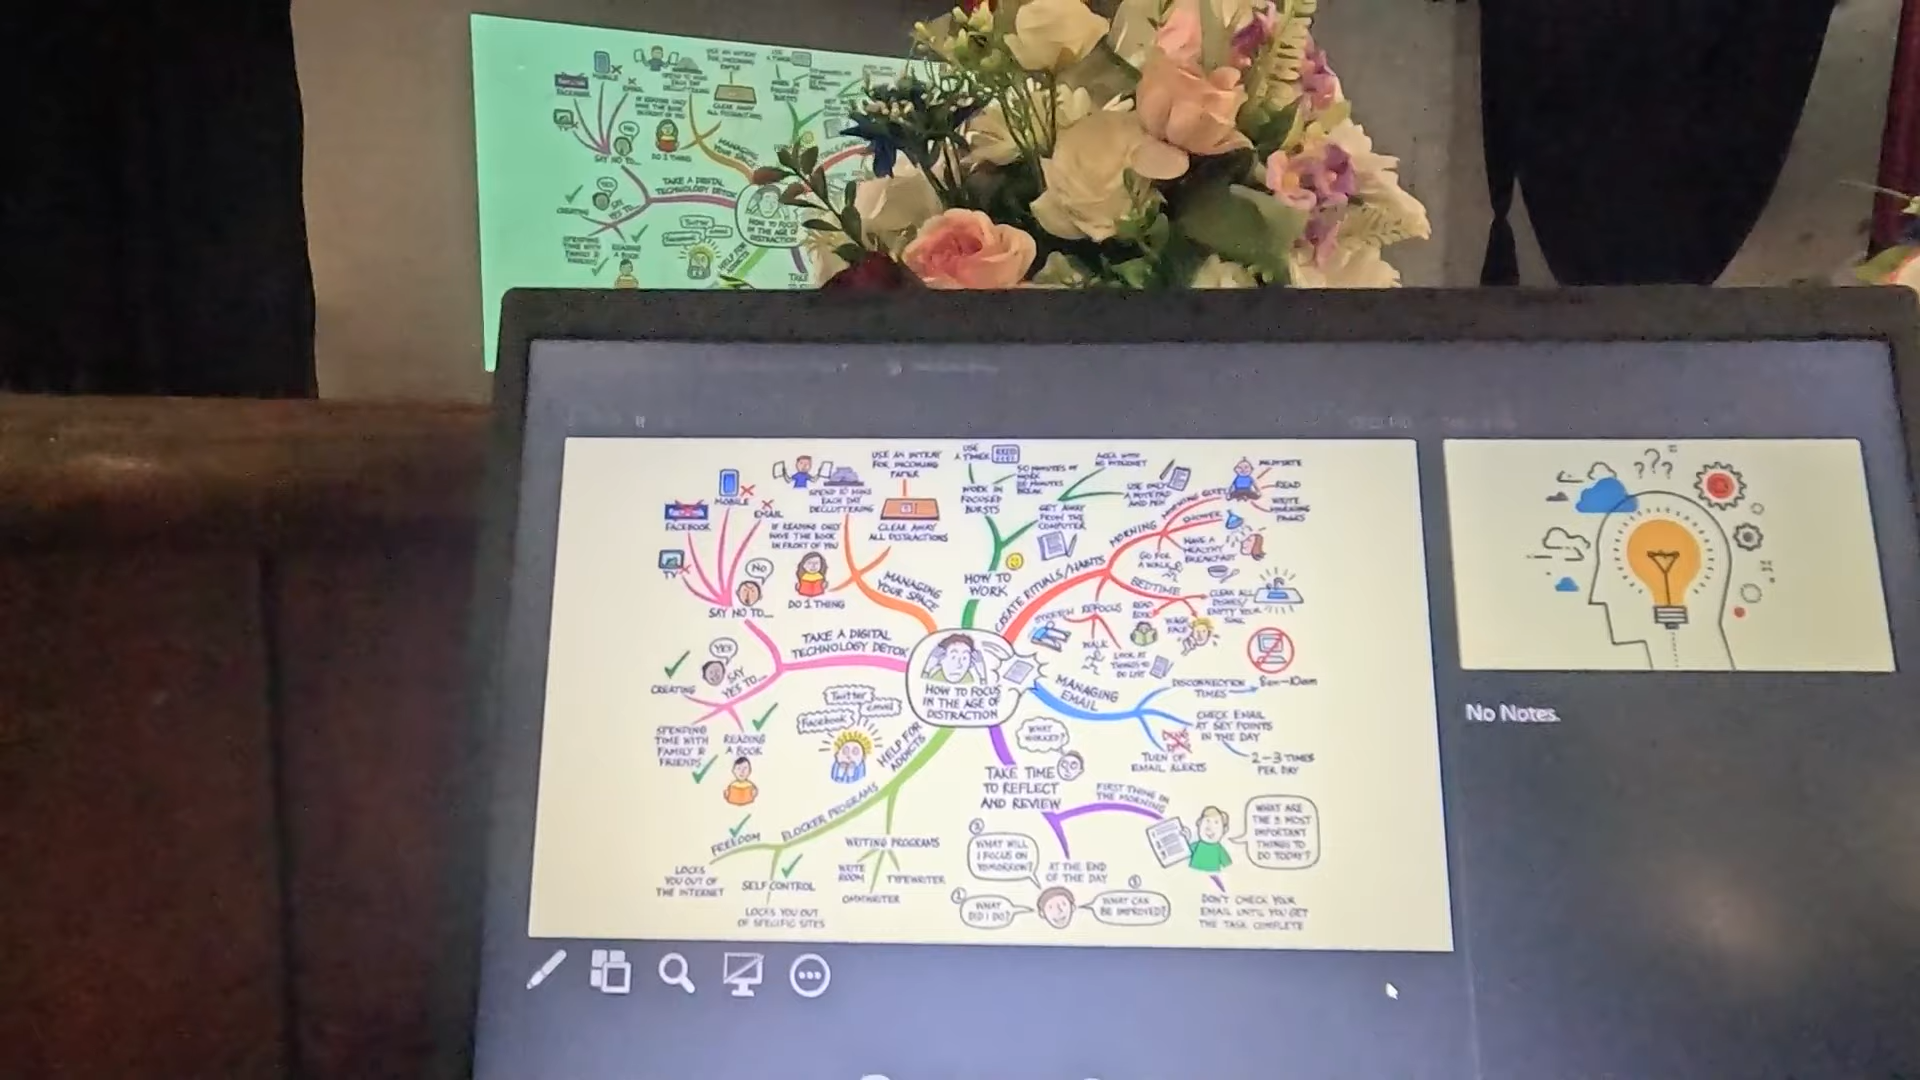 USE AN INTRAY
FOR INCOMING
PAPER
USE
A TIMER
50 MINUTES OF
WORK
MOBILE
SPEND 10 MINS
EACH DAY
DECLUTTERING
FACEBOOK
EMAIL
IF READING ONLY
HAVE THE BOOK
IN FRONT OF YOU
CLEAR AWAY
ALL DISTRACTIONS
WORK IN
FOCUSED
BURSTS
GET AWAY
FROM THE
COMPUTER
USE ONLY
A NOTEPAD
AND PEN
MEDITATE
READ
WRITE
MORNING
PAGES
SHOWER
HAVE A
HEALTHY
BREAKFAST
GO FOR
A WALK
MORNING
TV
NO
SAY NO TO...
DO 1 THING
MANAGING
YOUR SPACE
HOW TO
WORK
CREATE RITUALS/HABITS
BEDTIME
CLEAR ALL
DISHES/
EMPTY YOUR
SINK
READ
BOOK
WASH
FACE
STRETCH
REFOCUS
WALK
LOOK AT
THINGS TO
DO LIST
TAKE A DIGITAL
TECHNOLOGY DETOX
YES
SAY
YES TO...
CREATING
SPENDING
TIME WITH
FAMILY &
FRIENDS
READING
A BOOK
HOW TO FOCUS
IN THE AGE OF
DISTRACTION
MANAGING
EMAIL
DISCONNECTION
TIMES
8am-10am
CHECK EMAIL
AT SET POINTS
IN THE DAY
2-3 TIMES
PER DAY
TURN OF
EMAIL ALERTS
Twitter
email
Facebook
HELP FOR
ADDICTS
BLOCKER PROGRAMS
FREEDOM
LOCKS
YOU OUT OF
THE INTERNET
SELF CONTROL
LOCKS YOU OUT
OF SPECIFIC SITES
WRITING PROGRAMS
WRITE
ROOM
OMMWRITER
TYPEWRITER
WHAT
WORKED?
TAKE TIME
TO REFLECT
AND REVIEW
FIRST THING IN
THE MORNING
WHAT ARE
THE 3 MOST
IMPORTANT
THINGS TO
DO TODAY?
DON'T CHECK YOUR
EMAIL UNTIL YOU GET
THE TASK COMPLETE
AT THE END
OF THE DAY
WHAT WILL
I FOCUS ON
TOMORROW?
WHAT
DID I DO?
WHAT CAN
BE IMPROVED?
???
No Notes.